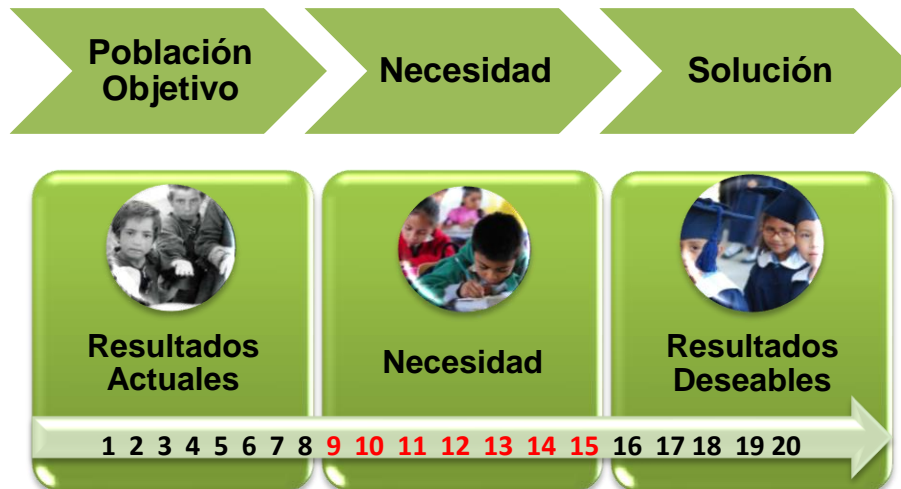 Población
Objetivo
Necesidad
Solución
Resultados
Actuales
Necesidad
Resultados
Deseables
1 2 3 4 5 6 7 8 9 10 11 12 13 14 15 16 17 18 19 20